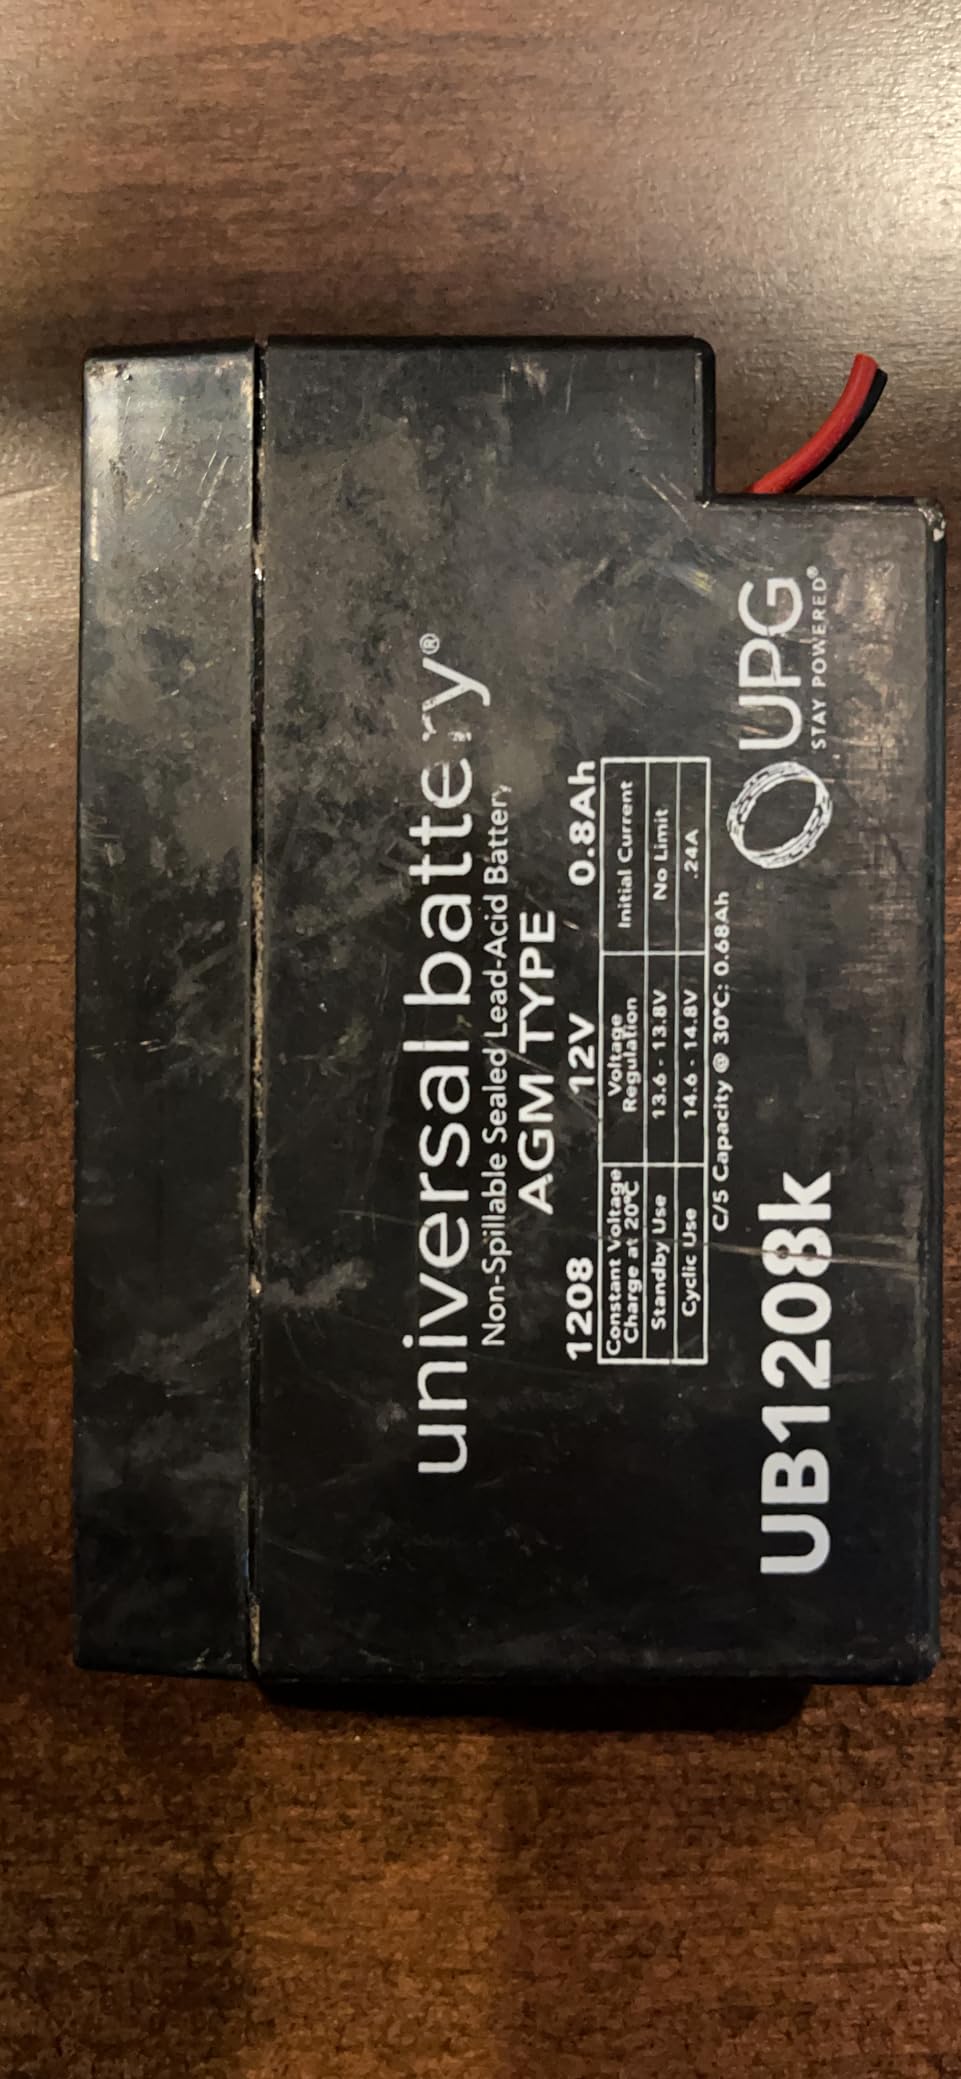 universal battery®
Non-Spillable Sealed Lead-Acid Battery
AGM TYPE
1208 12V 0.8Ah
Constant Voltage Charge at 20°C Voltage Regulation Initial Current
Standby Use 13.6 - 13.8V No Limit
Cyclic Use 14.6 - 14.8V .24A
C/5 Capacity @ 30°C: 0.68Ah
UB1208k
UPG
STAY POWERED®